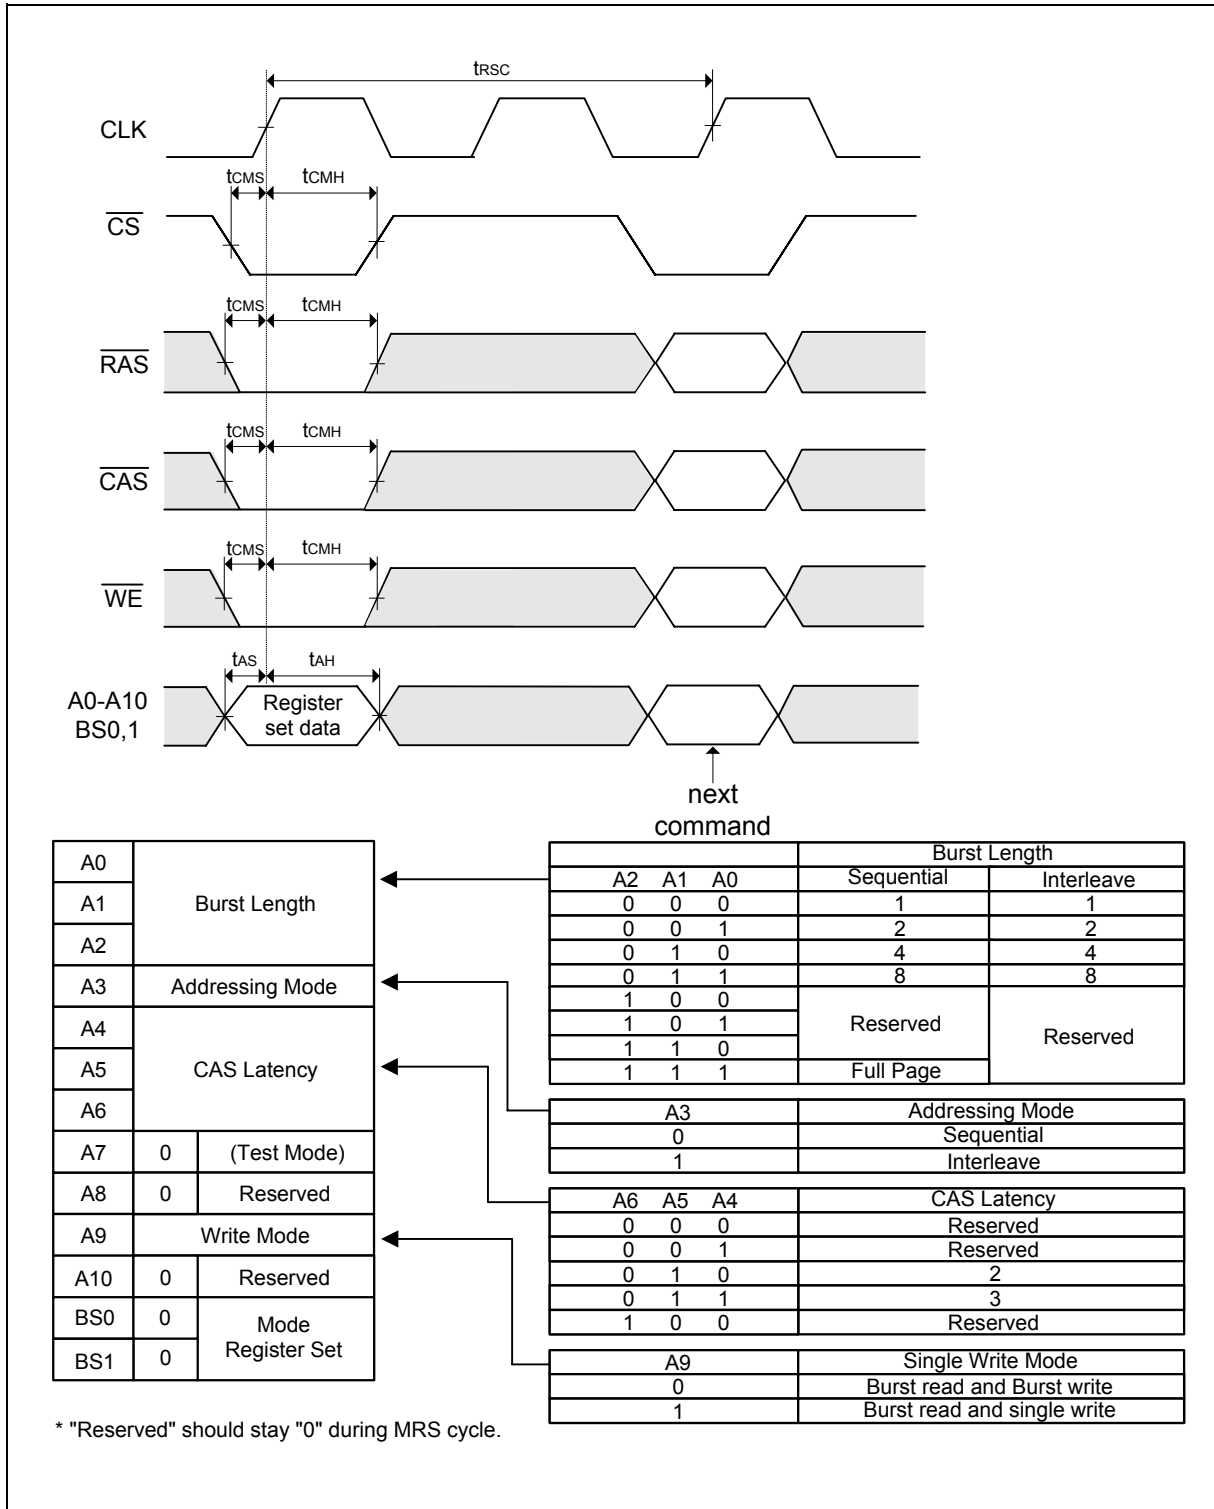 tRSC
CLK
tCMS tCMH
CS
tCMS tCMH
RAS
tCMS tCMH
CAS
tCMS tCMH
WE
tAS tAH
A0-A10
BS0,1
Register
set data
next
command
A0
A1
A2
Burst Length
A3 Addressing Mode
A4
A5
A6
CAS Latency
A7 0 (Test Mode)
A8 0 Reserved
A9 Write Mode
A10 0 Reserved
BS0 0
BS1 0
Mode
Register Set
Burst Length
A2 A1 A0 Sequential Interleave
0 0 0 1 1
0 0 1 2 2
0 1 0 4 4
0 1 1 8 8
1 0 0
1 0 1 Reserved Reserved
1 1 0
1 1 1 Full Page
A3 Addressing Mode
0 Sequential
1 Interleave
A6 A5 A4 CAS Latency
0 0 0 Reserved
0 0 1 Reserved
0 1 0 2
0 1 1 3
1 0 0 Reserved
A9 Single Write Mode
0 Burst read and Burst write
1 Burst read and single write
* "Reserved" should stay "0" during MRS cycle.